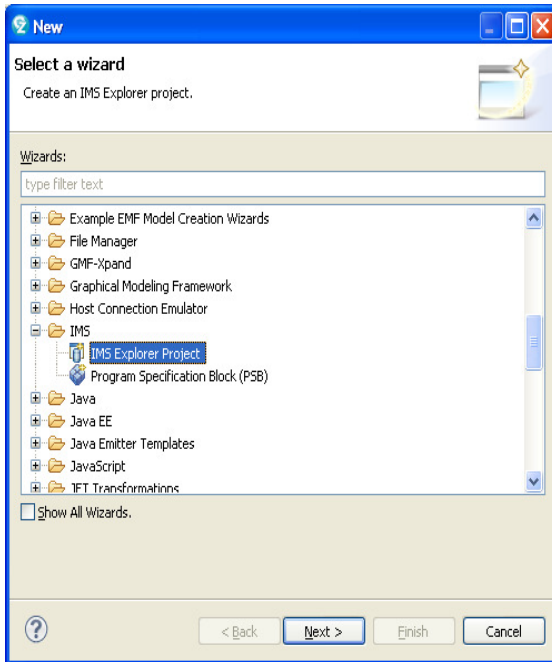 New
Select a wizard
Create an IMS Explorer project.
Wizards:
type filter text
Example EMF Model Creation Wizards
File Manager
GMF-Xpand
Graphical Modeling Framework
Host Connection Emulator
IMS
IMS Explorer Project
Program Specification Block (PSB)
Java
Java EE
Java Emitter Templates
JavaScript
JET Transformations
Show All Wizards.
? < Back Next > Finish Cancel